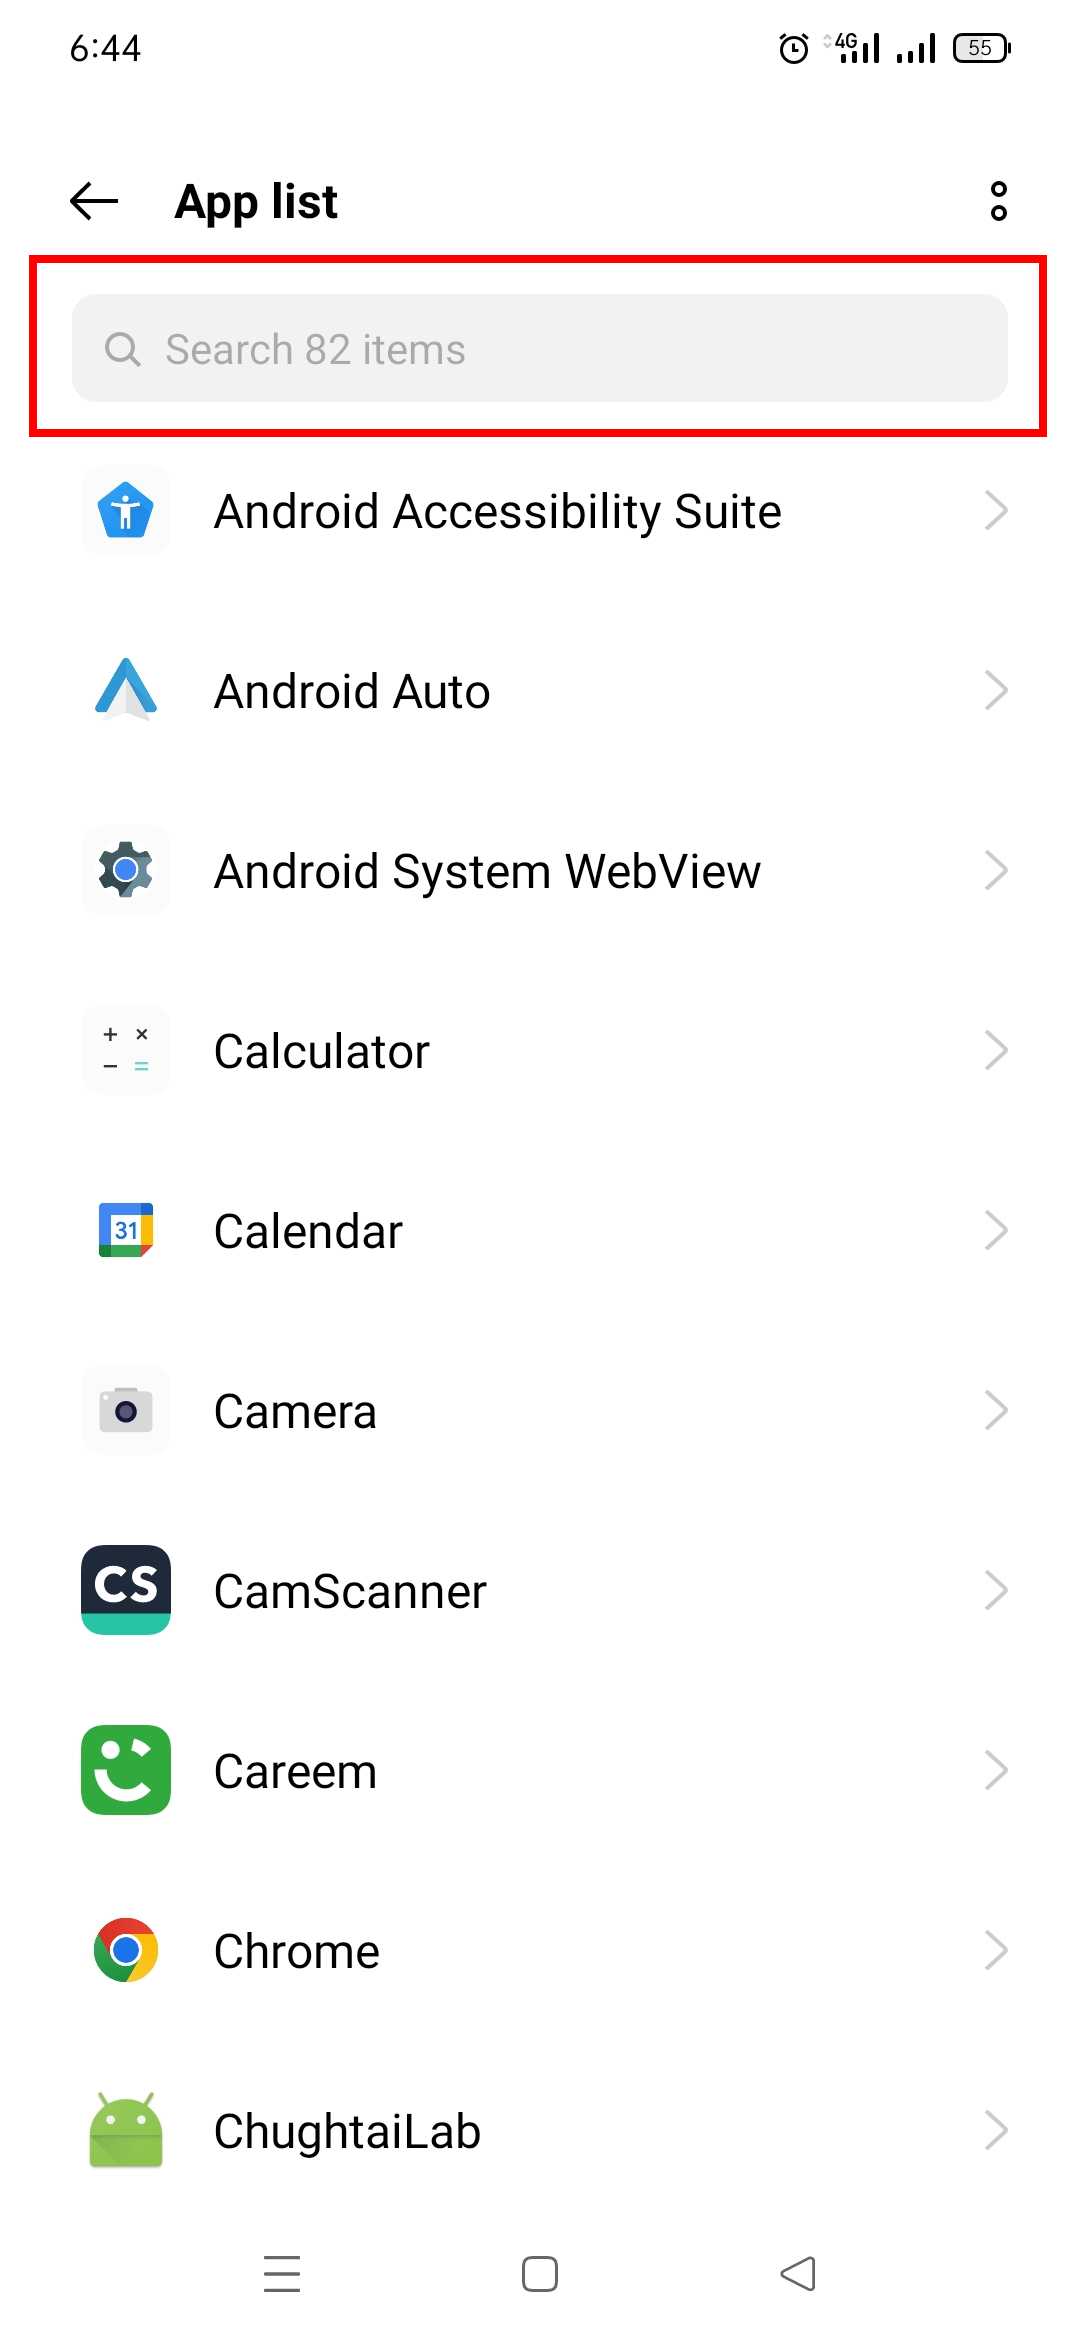 6:44
4G
55
App list
Search 82 items
Android Accessibility Suite
Android Auto
Android System WebView
Calculator
31
Calendar
Camera
CS
CamScanner
Careem
Chrome
ChughtaiLab